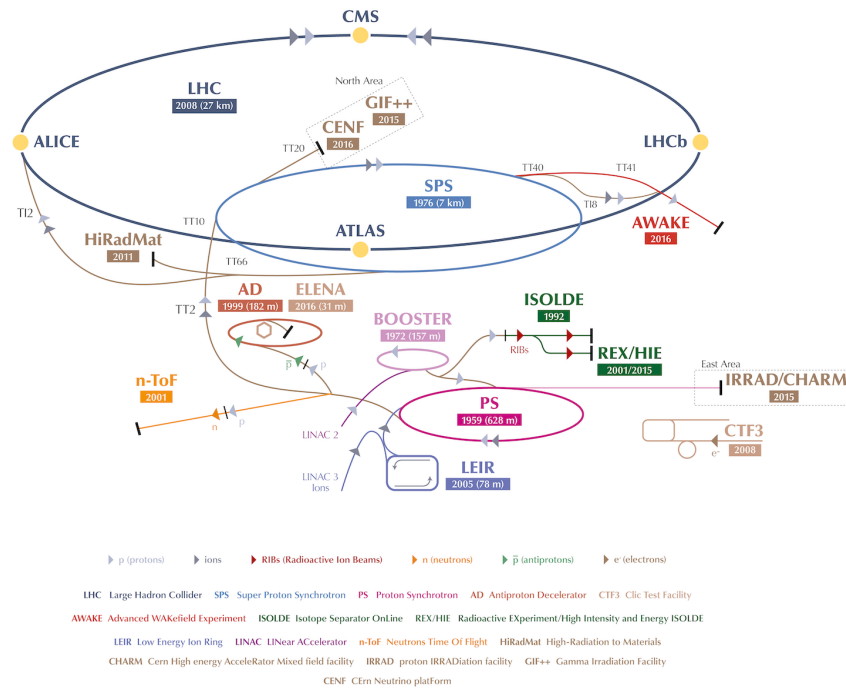 CMS
North Area
LHC
2008 (27 km)
GIF++
2015
CENF
2016
ALICE
LHCb
TT20
TT40
TT41
SPS
1976 (7 km)
TI2
TT10
TI8
ATLAS
AWAKE
2016
HiRadMat
2011
TT66
AD
1999 (182 m)
ELENA
2016 (31 m)
TT2
BOOSTER
1972 (157 m)
ISOLDE
1992
RIBs
REX/HIE
2001/2015
East Area
p̅
p
n-ToF
2001
IRRAD/CHARM
2015
PS
1959 (628 m)
n
p
LINAC 2
CTF3
2008
e-
LEIR
2005 (78 m)
LINAC 3
Ions
p (protons)
ions
RIBs (Radioactive Ion Beams)
n (neutrons)
p̅ (antiprotons)
e- (electrons)
LHC Large Hadron Collider SPS Super Proton Synchrotron PS Proton Synchrotron AD Antiproton Decelerator CTF3 Clic Test Facility
AWAKE Advanced WAKefield Experiment ISOLDE Isotope Separator OnLine REX/HIE Radioactive EXperiment/High Intensity and Energy ISOLDE
LEIR Low Energy Ion Ring LINAC LINear ACcelerator n-ToF Neutrons Time Of Flight HiRadMat High-Radiation to Materials
CHARM Cern High energy AcceleRator Mixed field facility IRRAD proton IRRADiation facility GIF++ Gamma Irradiation Facility
CENF CErn Neutrino platForm